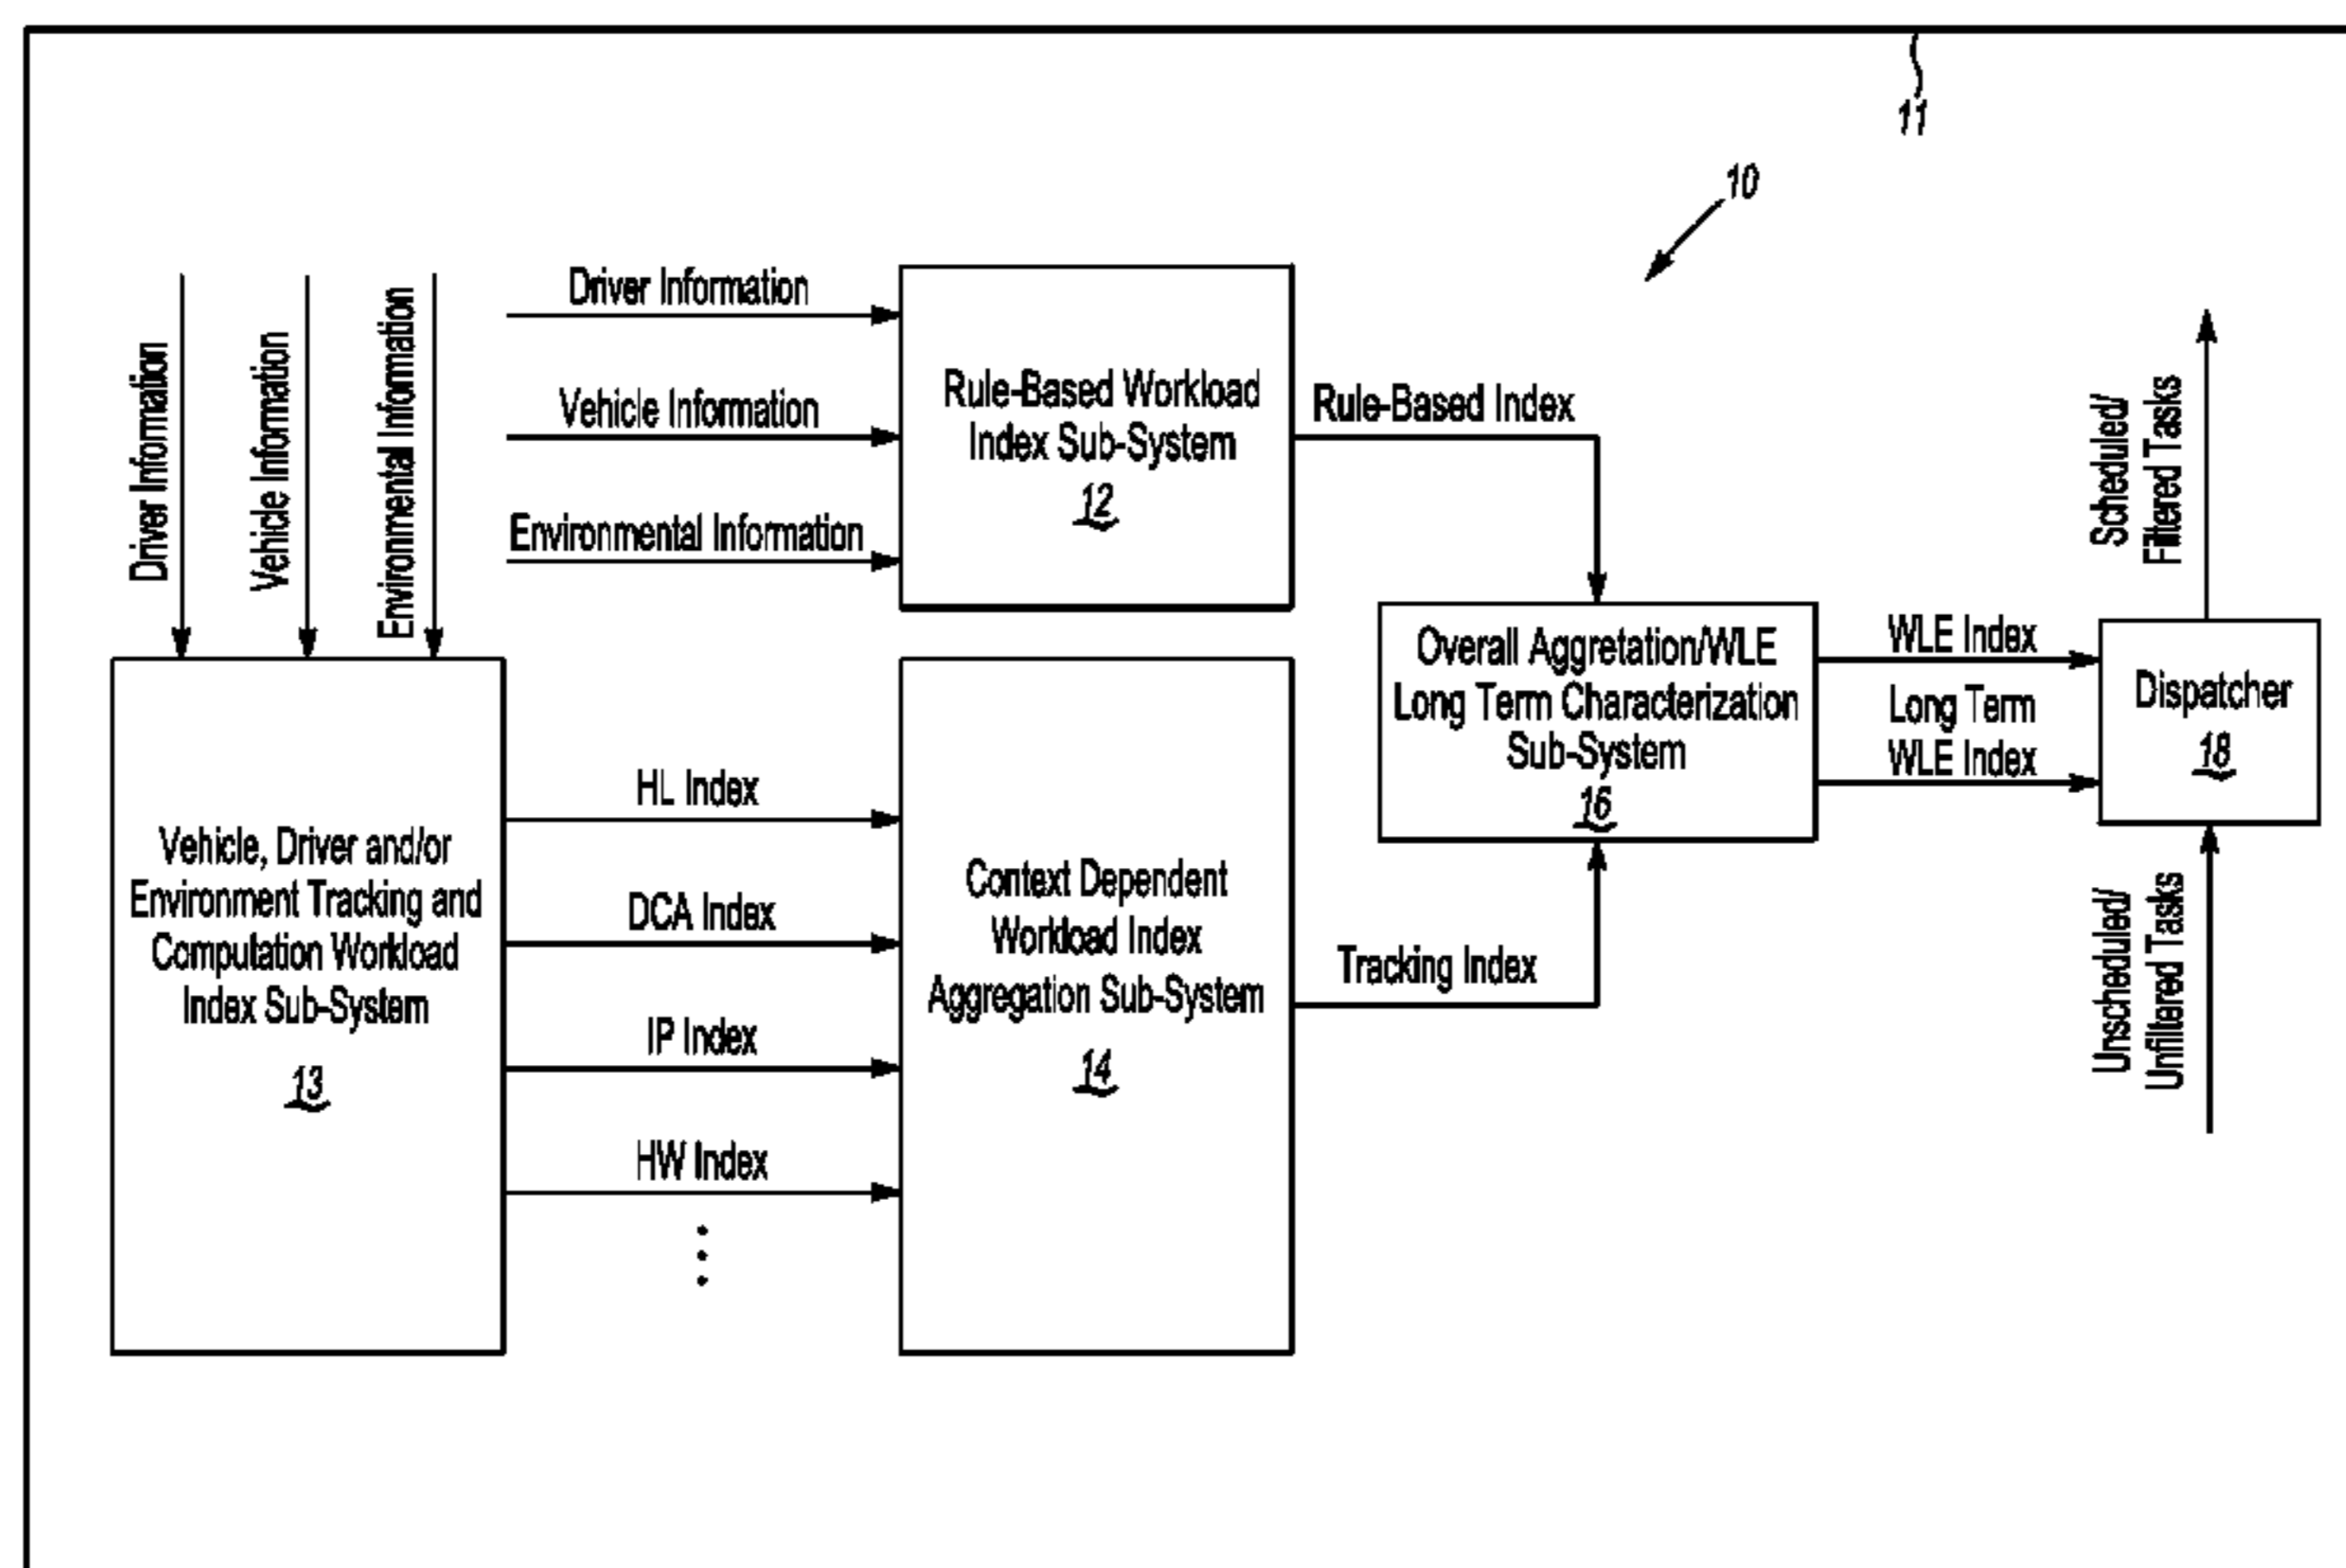 11
10
Driver Information
Vehicle Information
Environmental Information
Driver Information
Vehicle Information
Environmental Information
Rule-Based Workload
Index Sub-System
12
Rule-Based Index
Scheduled/
Filtered Tasks
Overall Aggretation/WLE
Long Term Characterization
Sub-System
16
WLE Index
Long Term
WLE Index
Dispatcher
18
Unscheduled/
Unfiltered Tasks
Vehicle, Driver and/or
Environment Tracking and
Computation Workload
Index Sub-System
13
HL Index
DCA Index
IP Index
HW Index
Context Dependent
Workload Index
Aggregation Sub-System
14
Tracking Index